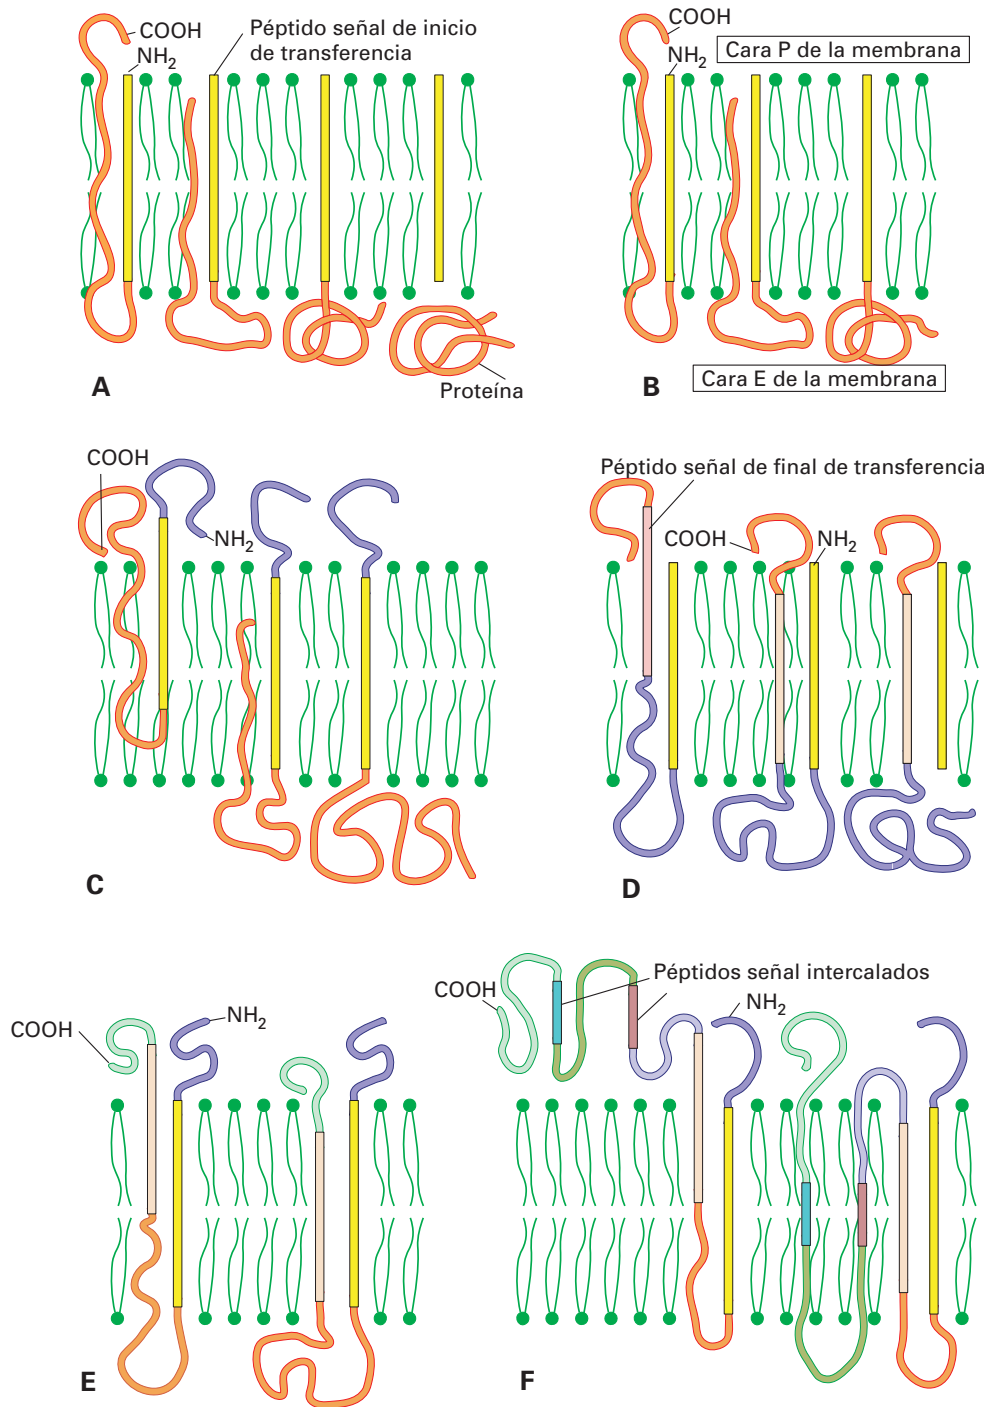 COOH
NH2
Péptido señal de inicio
de transferencia
Proteína
A
COOH
NH2
Cara P de la membrana
Cara E de la membrana
B
COOH
NH2
C
Péptido señal de final de transferencia
COOH
NH2
D
COOH
NH2
E
COOH
Péptidos señal intercalados
NH2
F